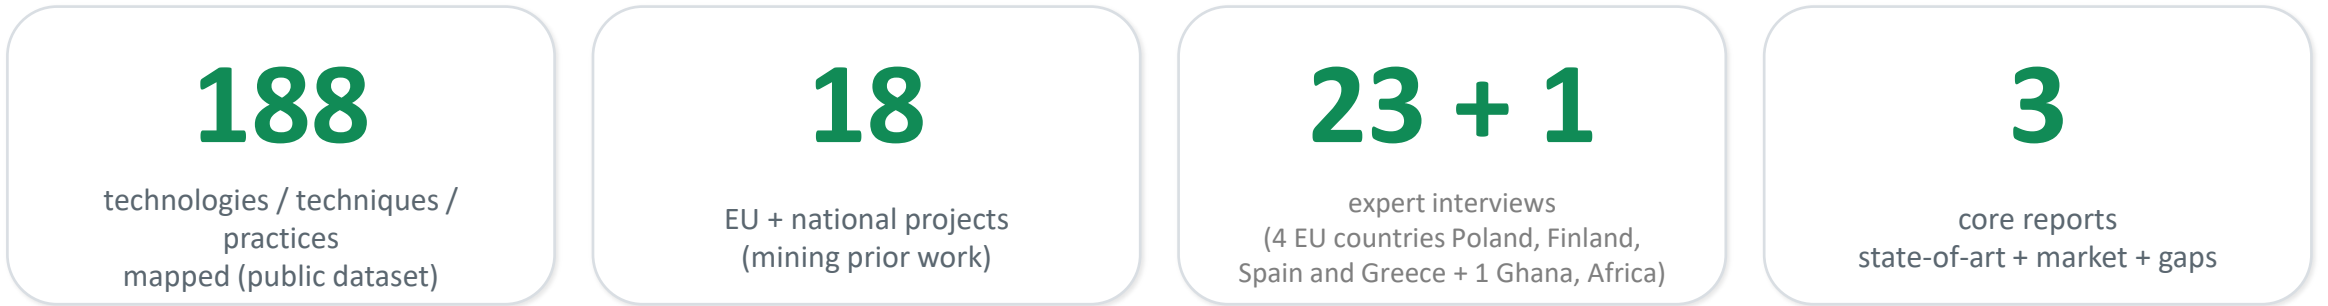 188
technologies / techniques /
practices
mapped (public dataset)
18
EU + national projects
(mining prior work)
23 + 1
expert interviews
(4 EU countries Poland, Finland,
Spain and Greece + 1 Ghana, Africa)
3
core reports
state-of-art + market + gaps